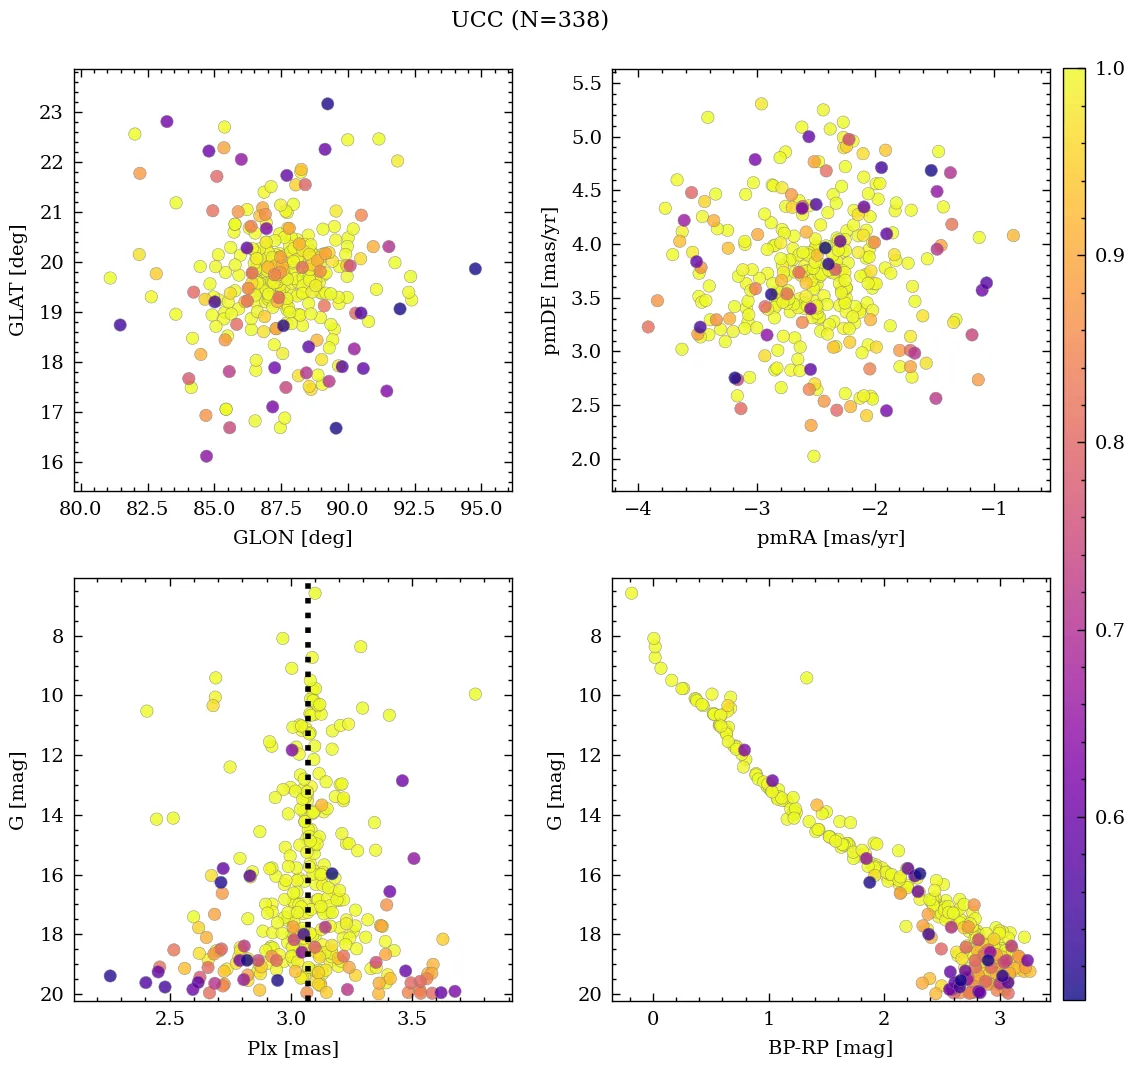 UCC (N=338)
23
22
21
20
19
18
17
16
GLAT [deg]
80.0 82.5 85.0 87.5 90.0 92.5 95.0
GLON [deg]
5.5
5.0
4.5
4.0
3.5
3.0
2.5
2.0
pmDE [mas/yr]
−4 −3 −2 −1
pmRA [mas/yr]
1.0
0.9
0.8
0.7
0.6
8
10
12
14
16
18
20
G [mag]
2.5 3.0 3.5
Plx [mas]
8
10
12
14
16
18
20
G [mag]
0 1 2 3
BP-RP [mag]